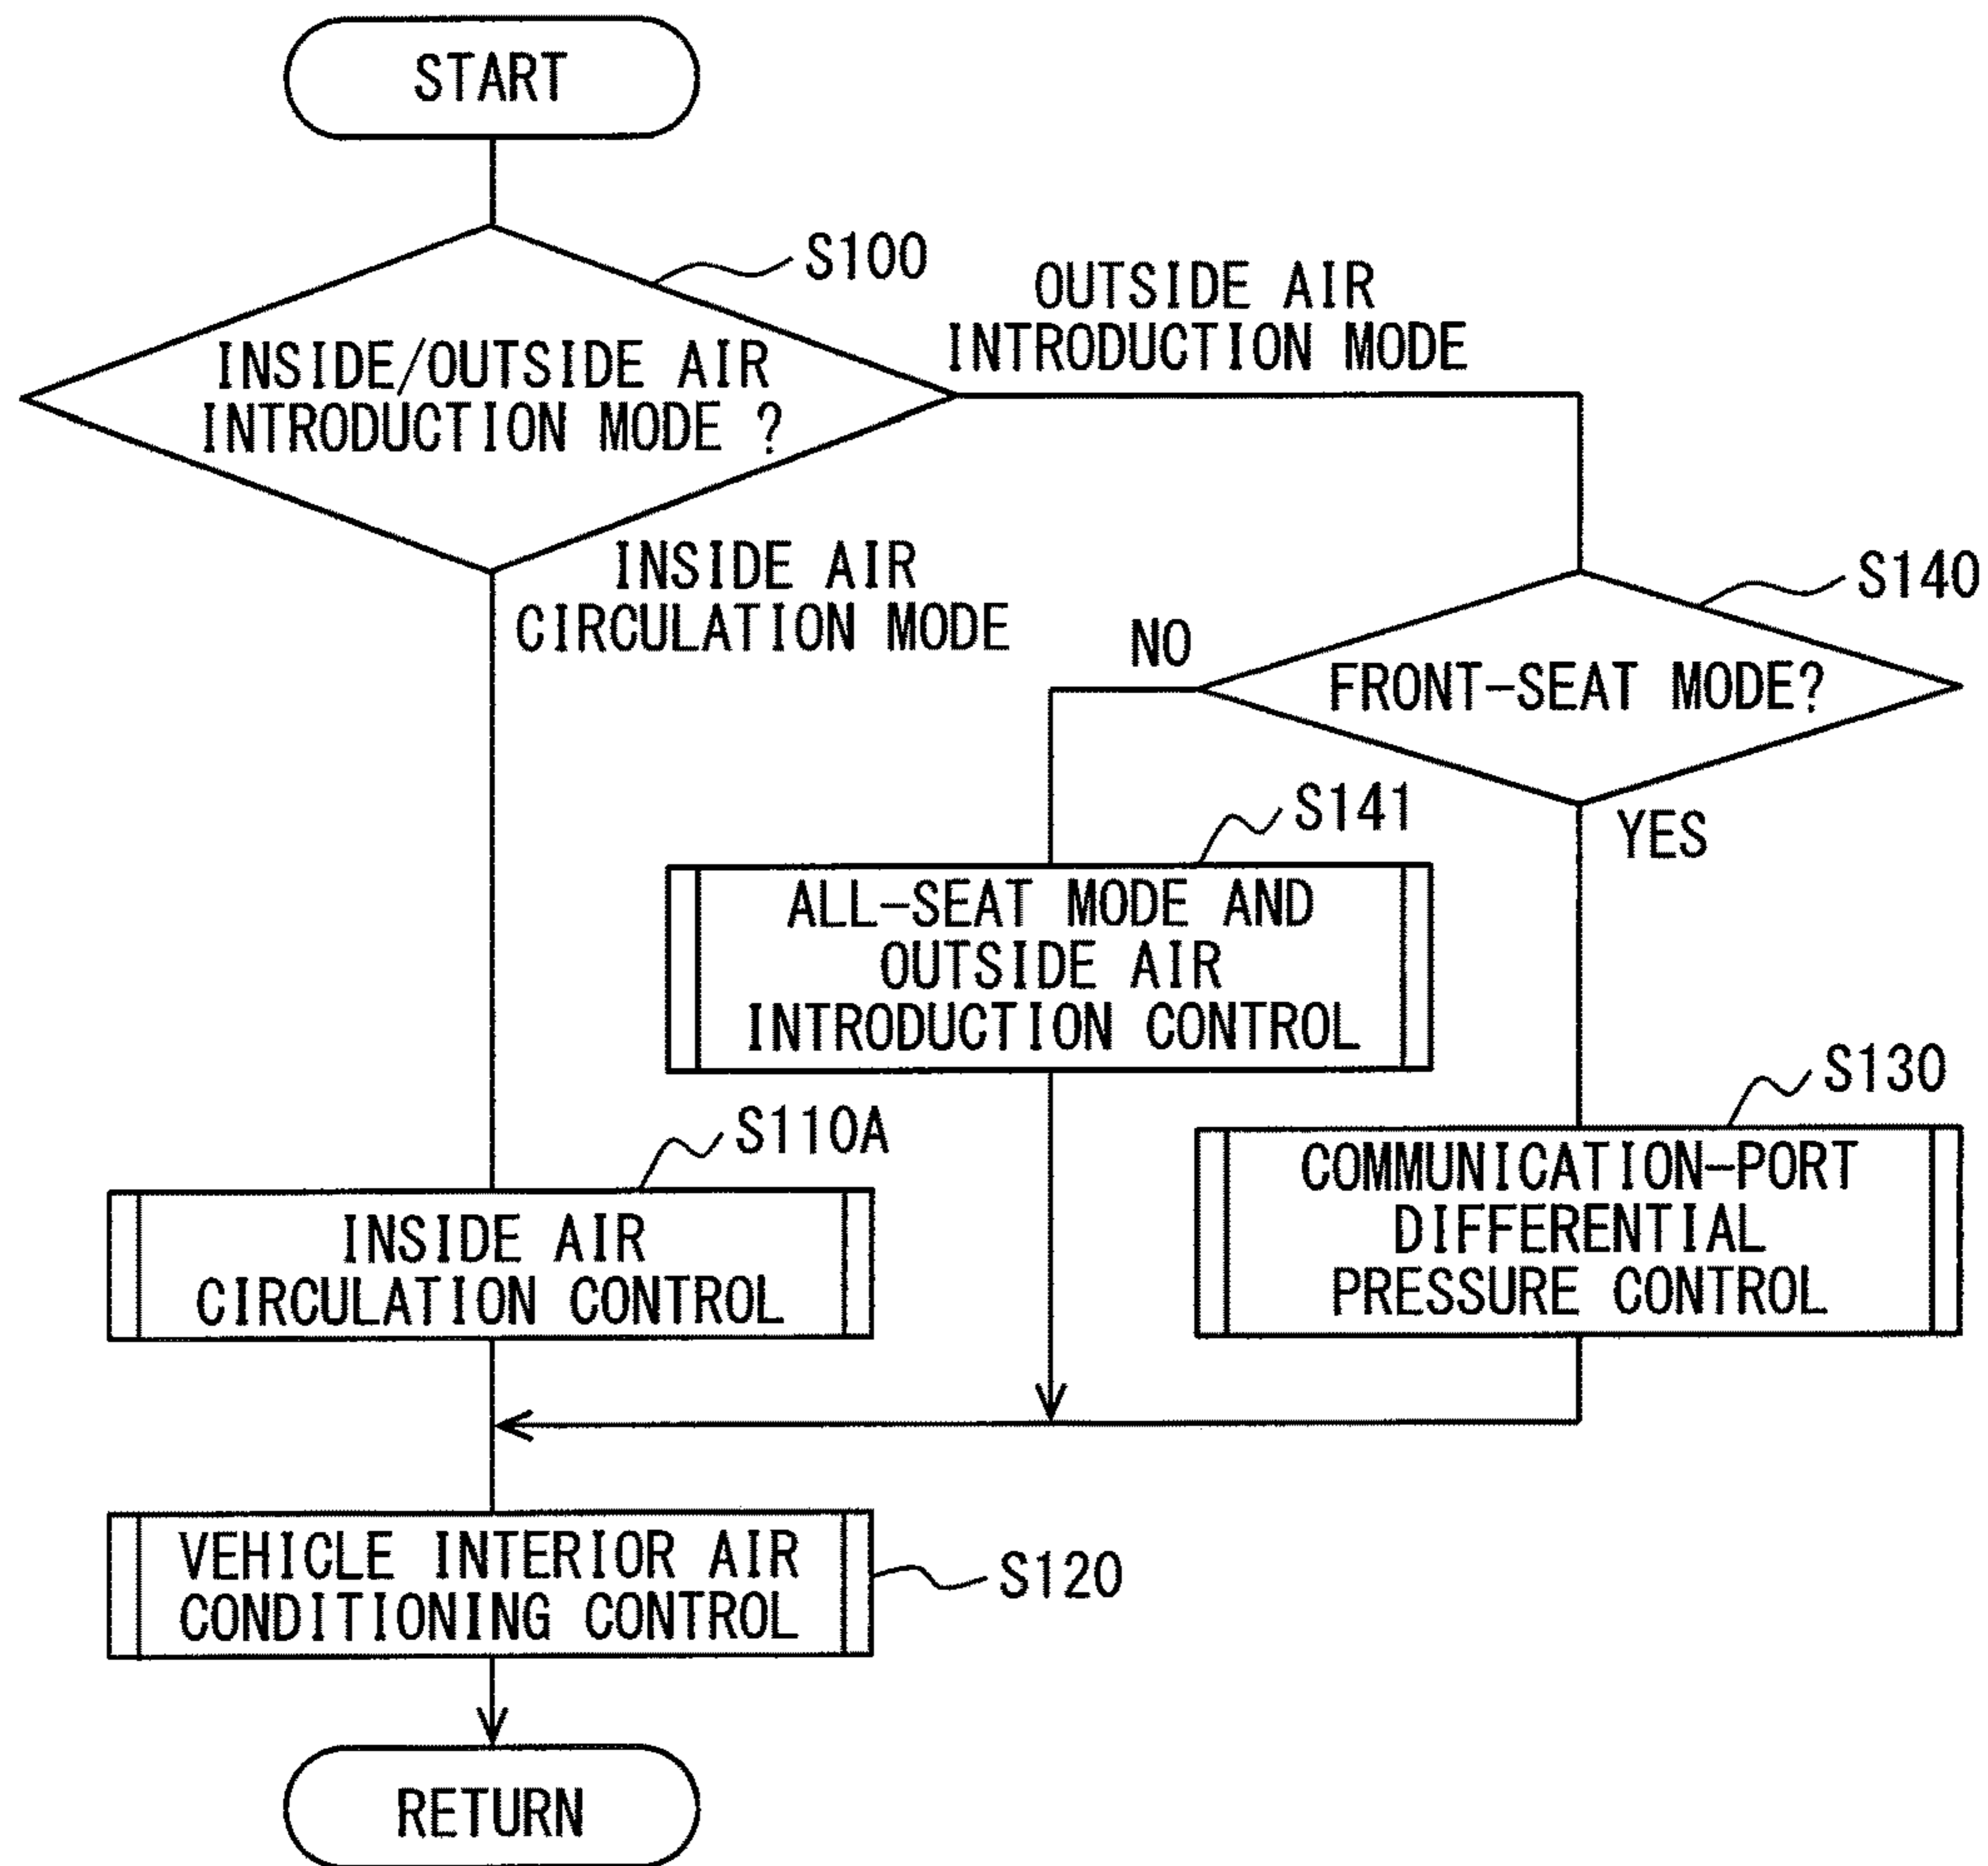 START
S100
INSIDE/OUTSIDE AIR
INTRODUCTION MODE ?
OUTSIDE AIR
INTRODUCTION MODE
INSIDE AIR
CIRCULATION MODE
S140
FRONT-SEAT MODE?
NO
YES
S141
ALL-SEAT MODE AND
OUTSIDE AIR
INTRODUCTION CONTROL
S130
COMMUNICATION-PORT
DIFFERENTIAL
PRESSURE CONTROL
S110A
INSIDE AIR
CIRCULATION CONTROL
VEHICLE INTERIOR AIR
CONDITIONING CONTROL
S120
RETURN